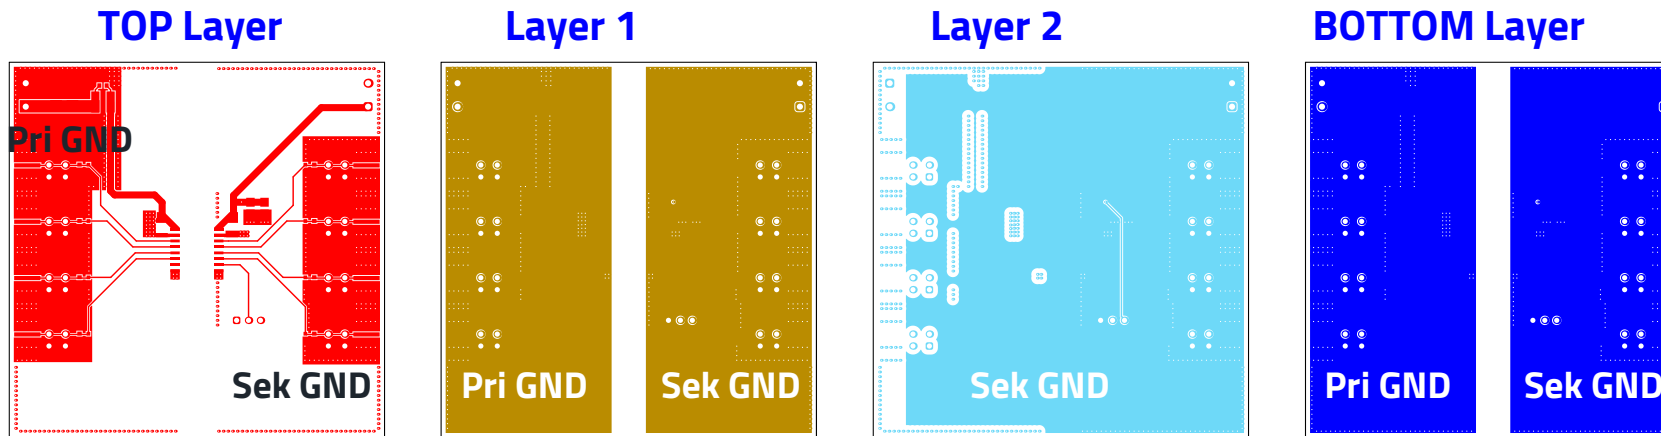 TOP Layer
Layer 1
Layer 2
BOTTOM Layer
Pri GND
Sek GND
Pri GND
Sek GND
Sek GND
Pri GND
Sek GND